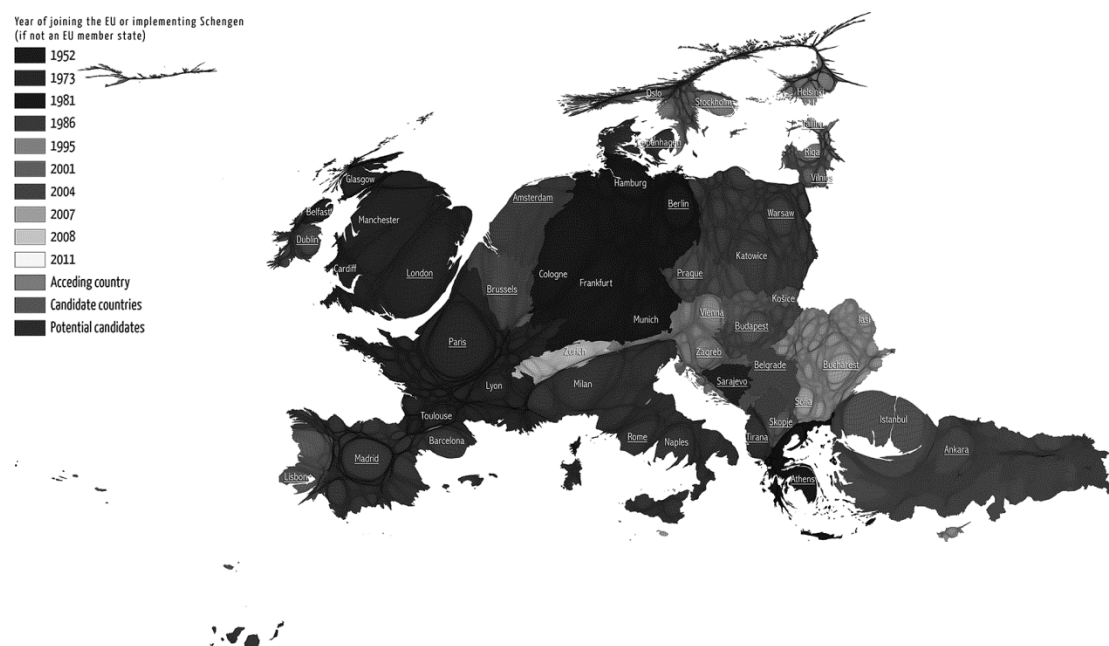 Year of joining the EU or implementing Schengen
(if not an EU member state)
1952
1973
1981
1986
1995
2001
2004
2007
2008
2011
Acceding country
Candidate countries
Potential candidates
Oslo
Stockholm
Helsinki
Copenhagen
Tallinn
Riga
Vilnius
Glasgow
Hamburg
Amsterdam
Berlin
Belfast
Manchester
Warsaw
Dublin
Katowice
Cardiff
London
Cologne
Frankfurt
Prague
Brussels
Košice
Vienna
Munich
Budapest
Iasi
Paris
Zurich
Zagreb
Belgrade
Bucharest
Lyon
Milan
Sarajevo
Sofia
Toulouse
Skopje
Istanbul
Barcelona
Rome
Naples
Tirana
Madrid
Ankara
Lisbon
Athens